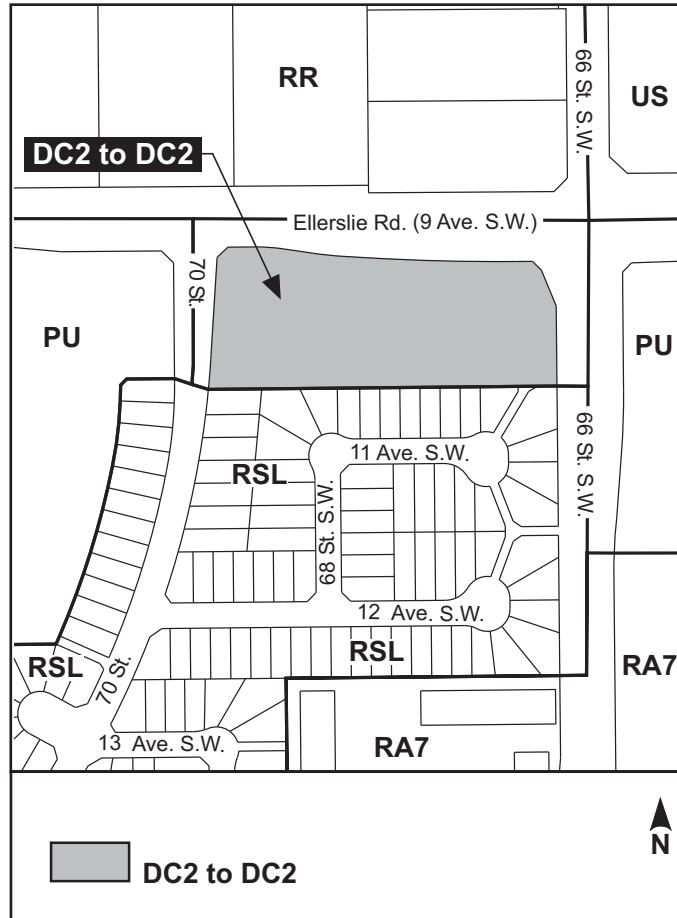 RR
US
66 St. S.W.
DC2 to DC2
Ellerslie Rd. (9 Ave. S.W.)
70 St.
PU
PU
11 Ave. S.W.
RSL
68 St. S.W.
66 St. S.W.
12 Ave. S.W.
RSL
RSL
70 St.
RA7
13 Ave. S.W.
RA7
N
DC2 to DC2